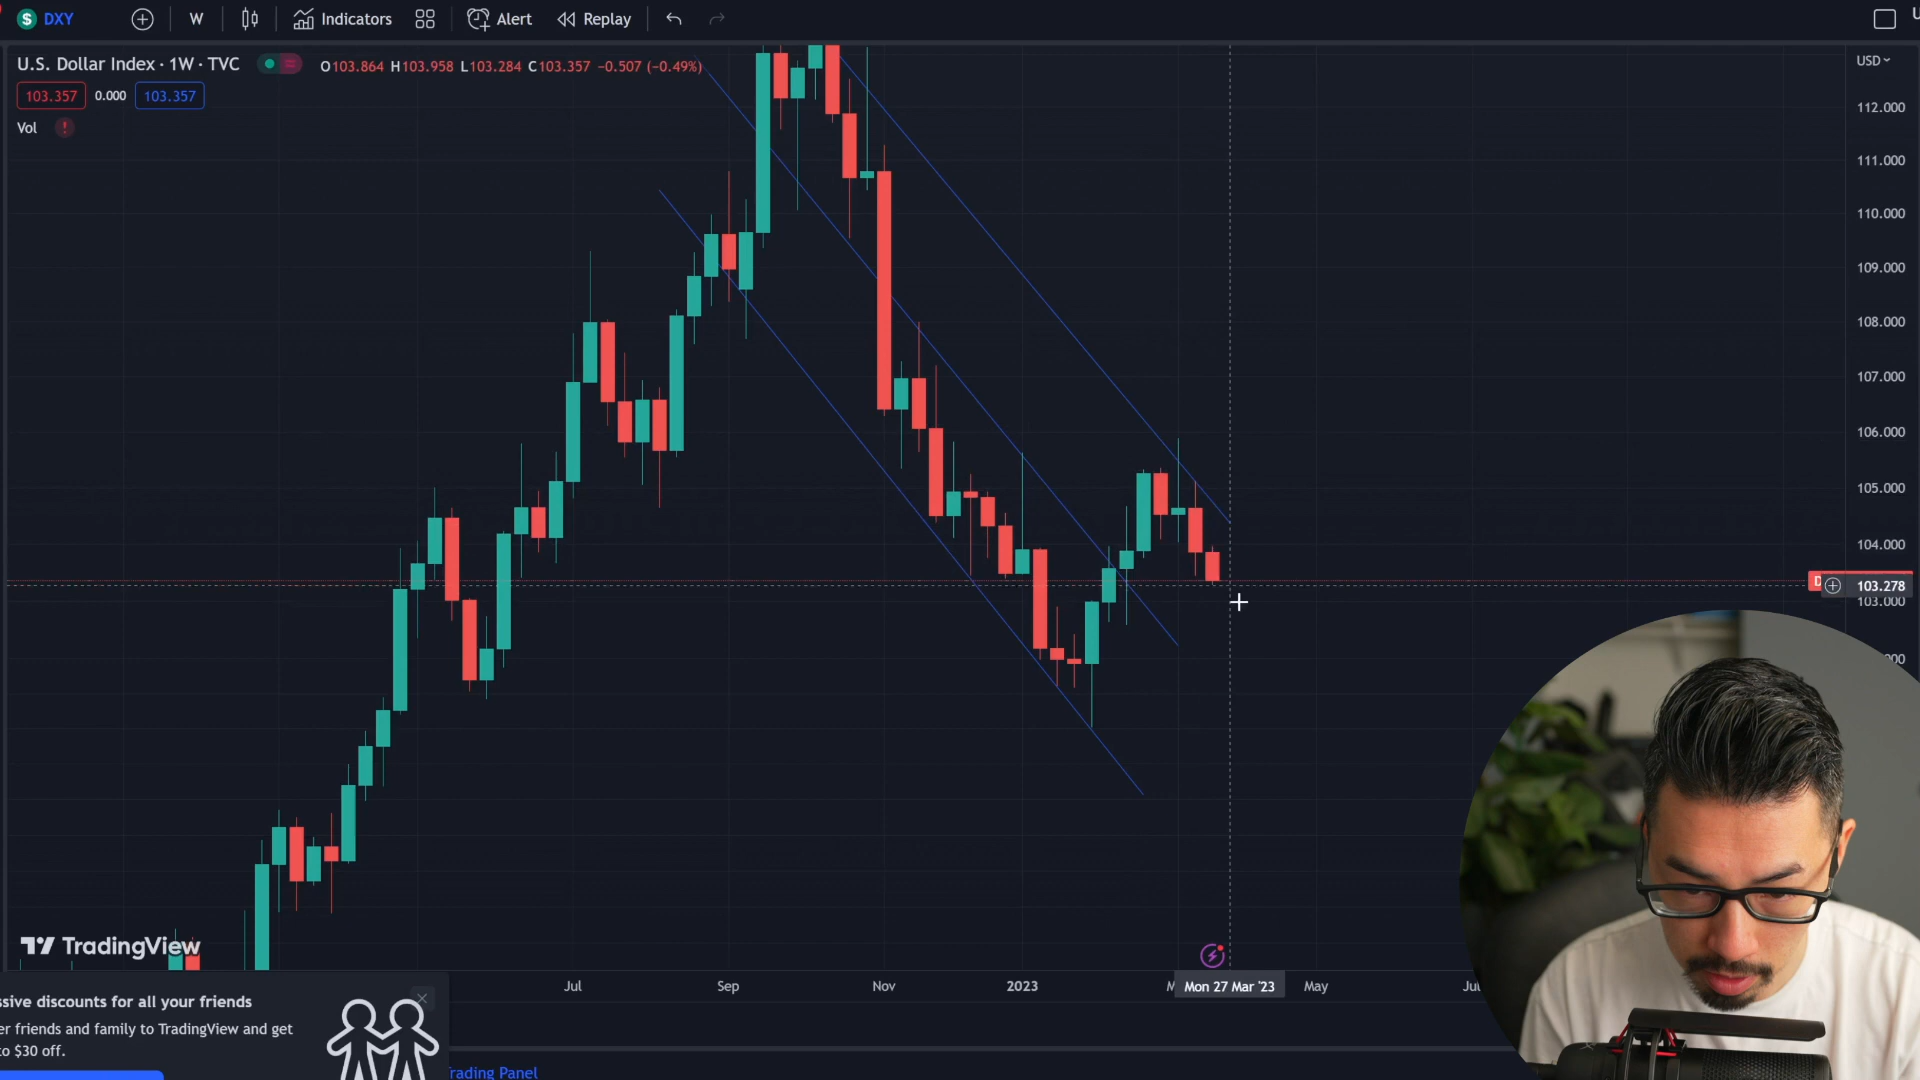 $ DXY W Indicators Alert Replay
U.S. Dollar Index · 1W · TVC O103.864 H103.958 L103.284 C103.357 −0.507 (−0.49%) USD
103.357 0.000 103.357
Vol !
112.000
111.000
110.000
109.000
108.000
107.000
106.000
105.000
104.000
103.278
103.000
TradingView
Jul Sep Nov 2023 Mon 27 Mar '23 May
discounts for all your friends
friends and family to TradingView and get
$30 off.
Panel